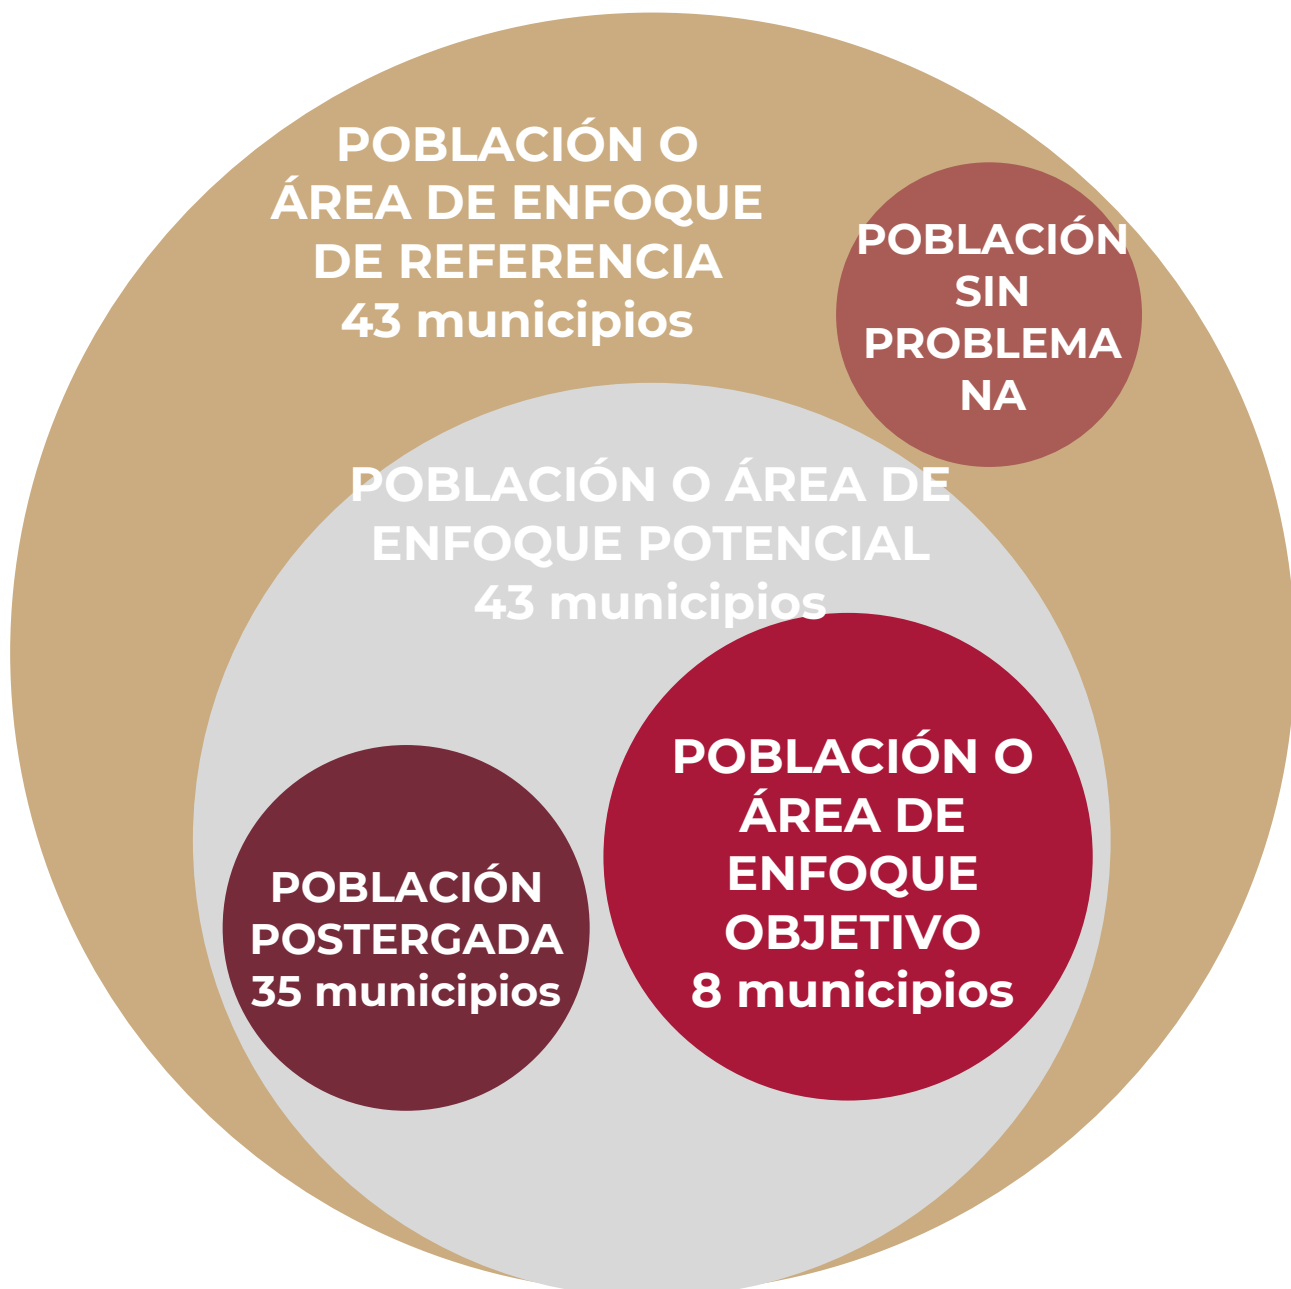 POBLACIÓN O
ÁREA DE ENFOQUE
DE REFERENCIA
43 municipios
POBLACIÓN
SIN
PROBLEMA
NA
POBLACIÓN O ÁREA DE
ENFOQUE POTENCIAL
43 municipios
POBLACIÓN
POSTERGADA
35 municipios
POBLACIÓN O
ÁREA DE
ENFOQUE
OBJETIVO
8 municipios